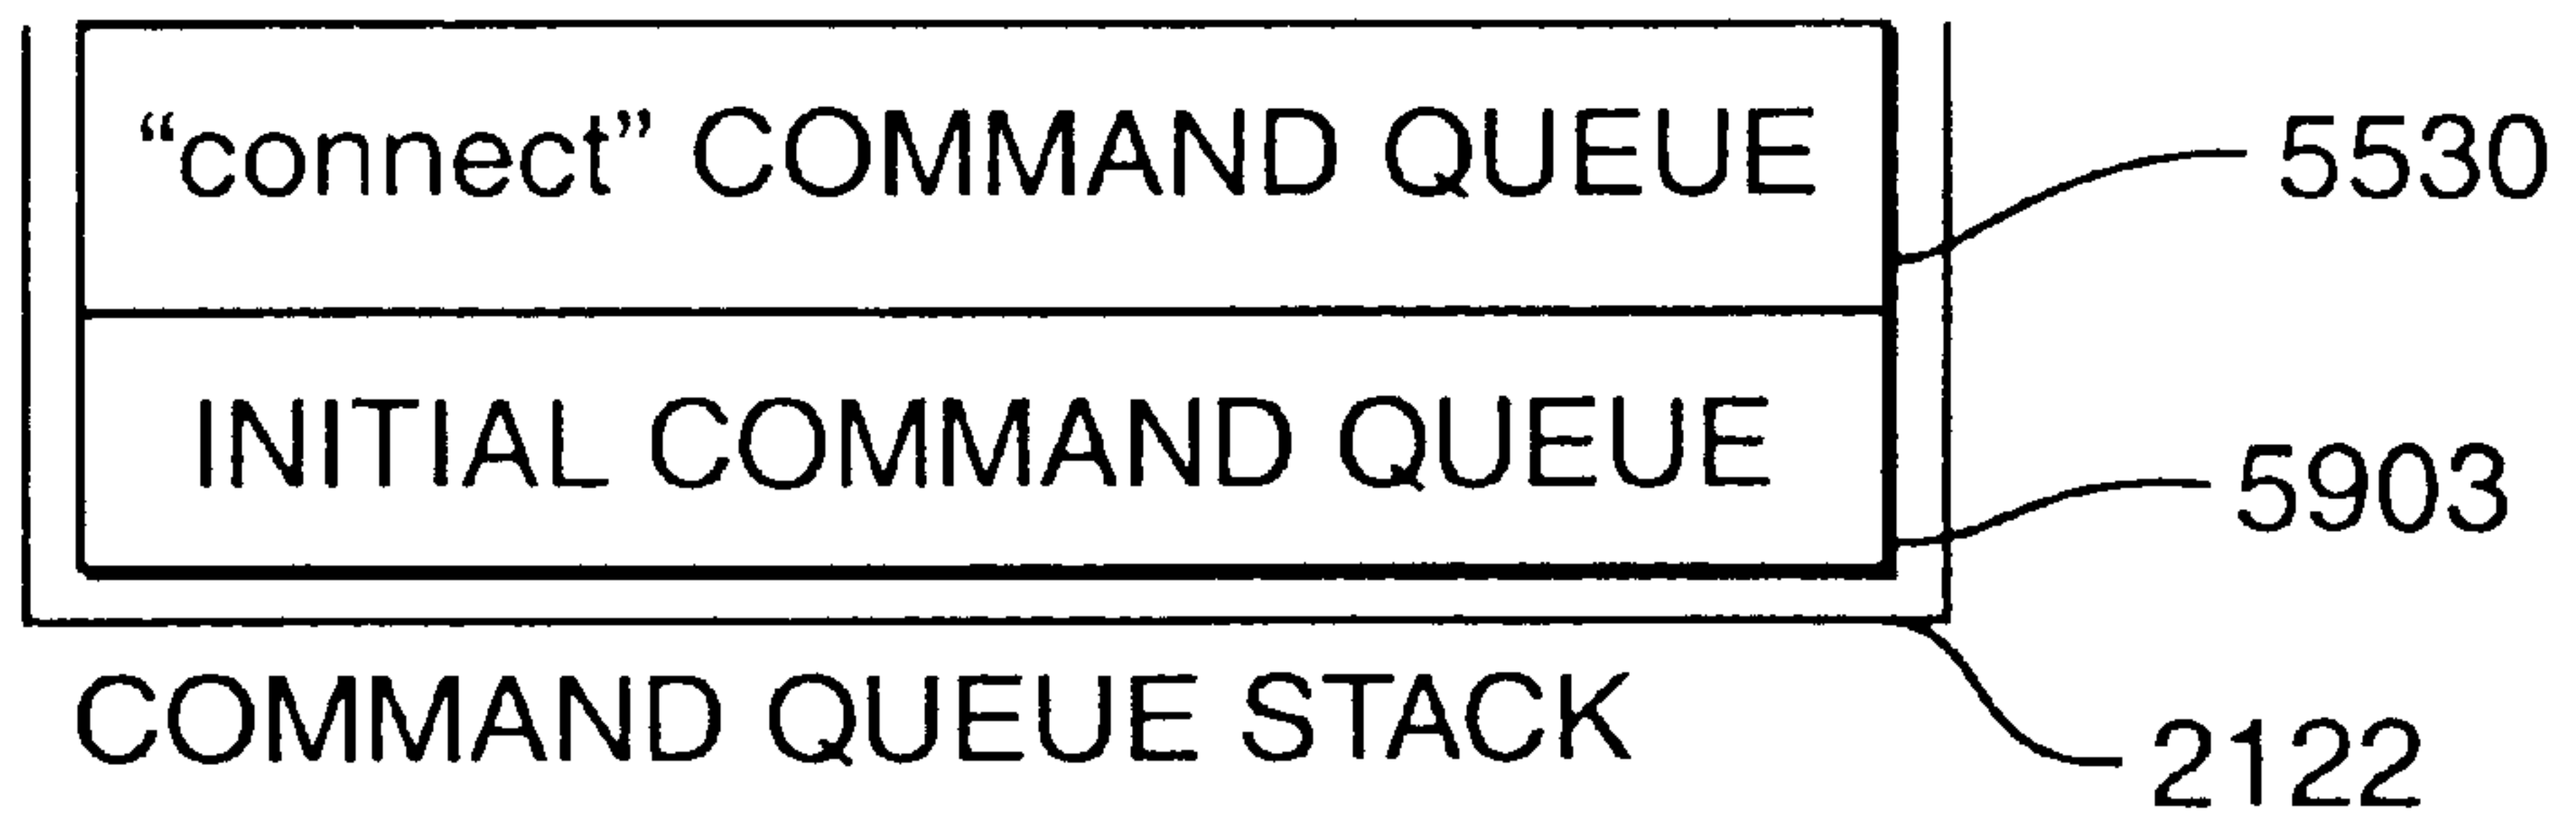 “connect” COMMAND QUEUE
5530
INITIAL COMMAND QUEUE
5903
COMMAND QUEUE STACK
2122